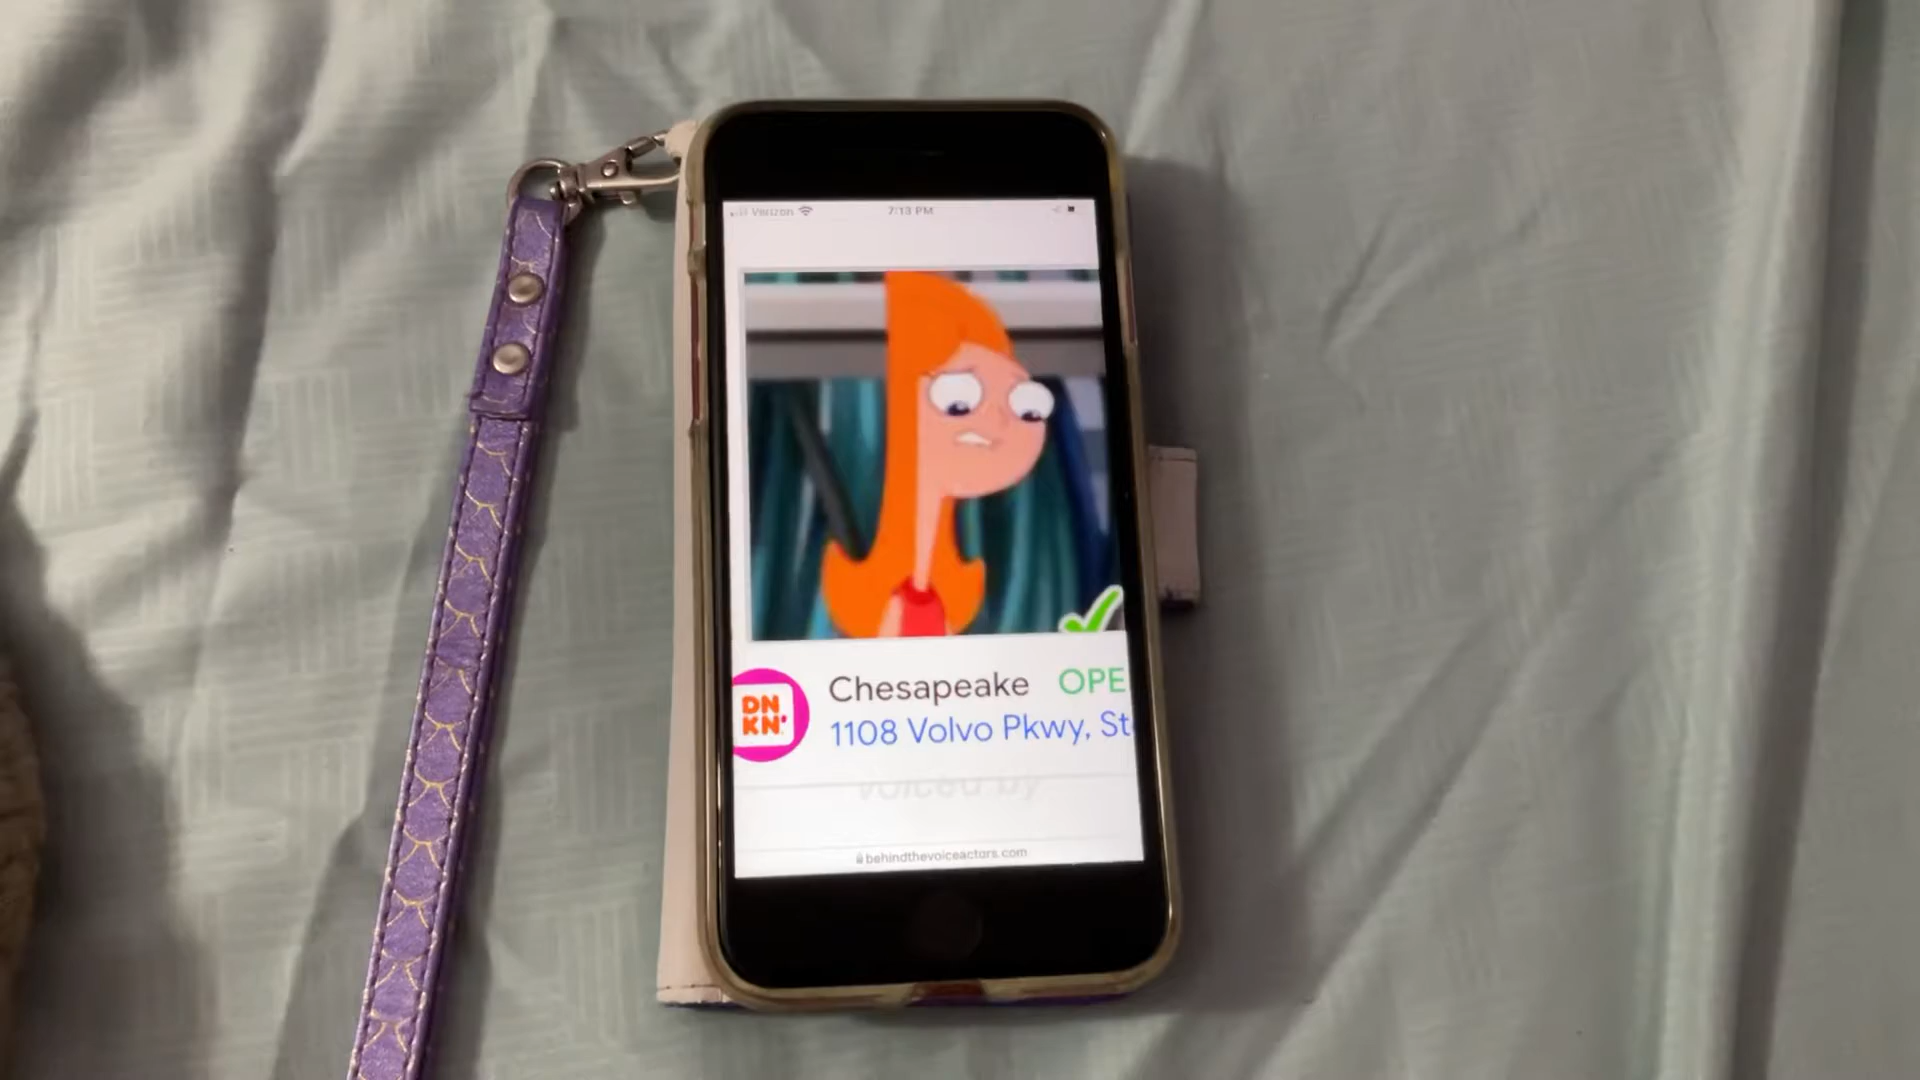 Verizon 7:13 PM
DN
KN'
Chesapeake OPE
1108 Volvo Pkwy, St
voiced by
behindthevoiceactors.com